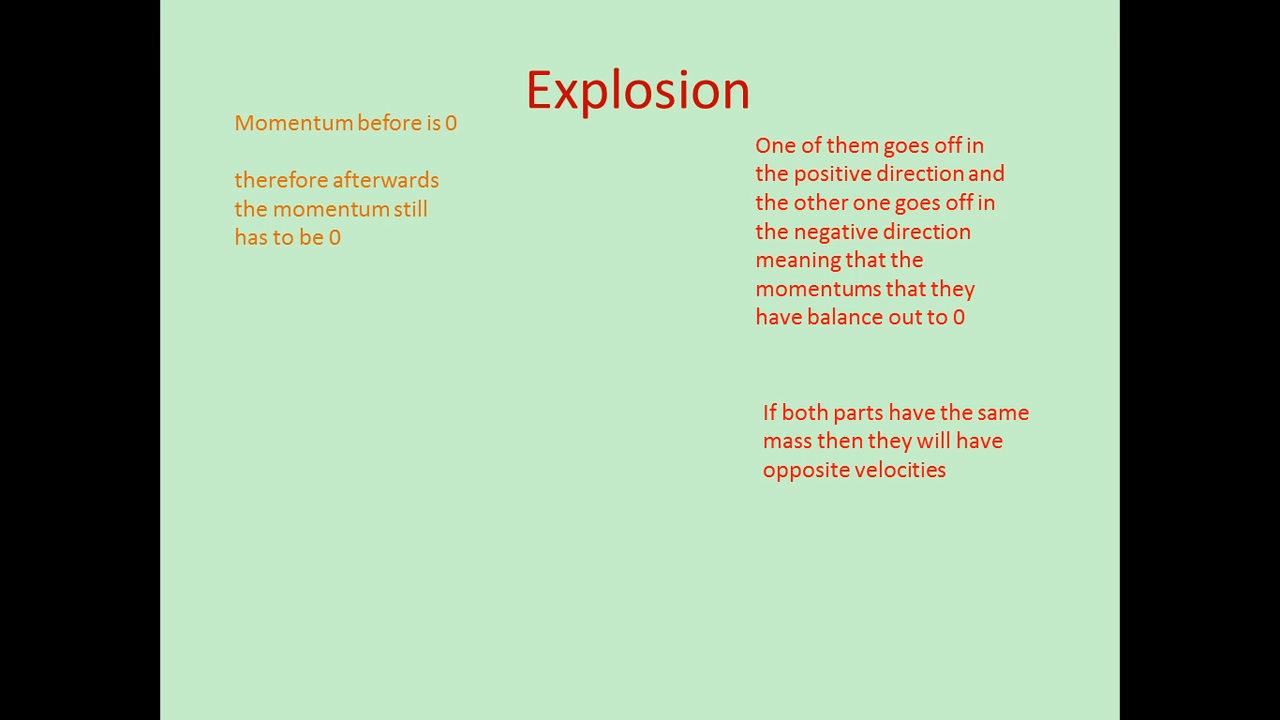 Explosion
Momentum before is 0
therefore afterwards
the momentum still
has to be 0
One of them goes off in
the positive direction and
the other one goes off in
the negative direction
meaning that the
momentums that they
have balance out to 0
If both parts have the same
mass then they will have
opposite velocities